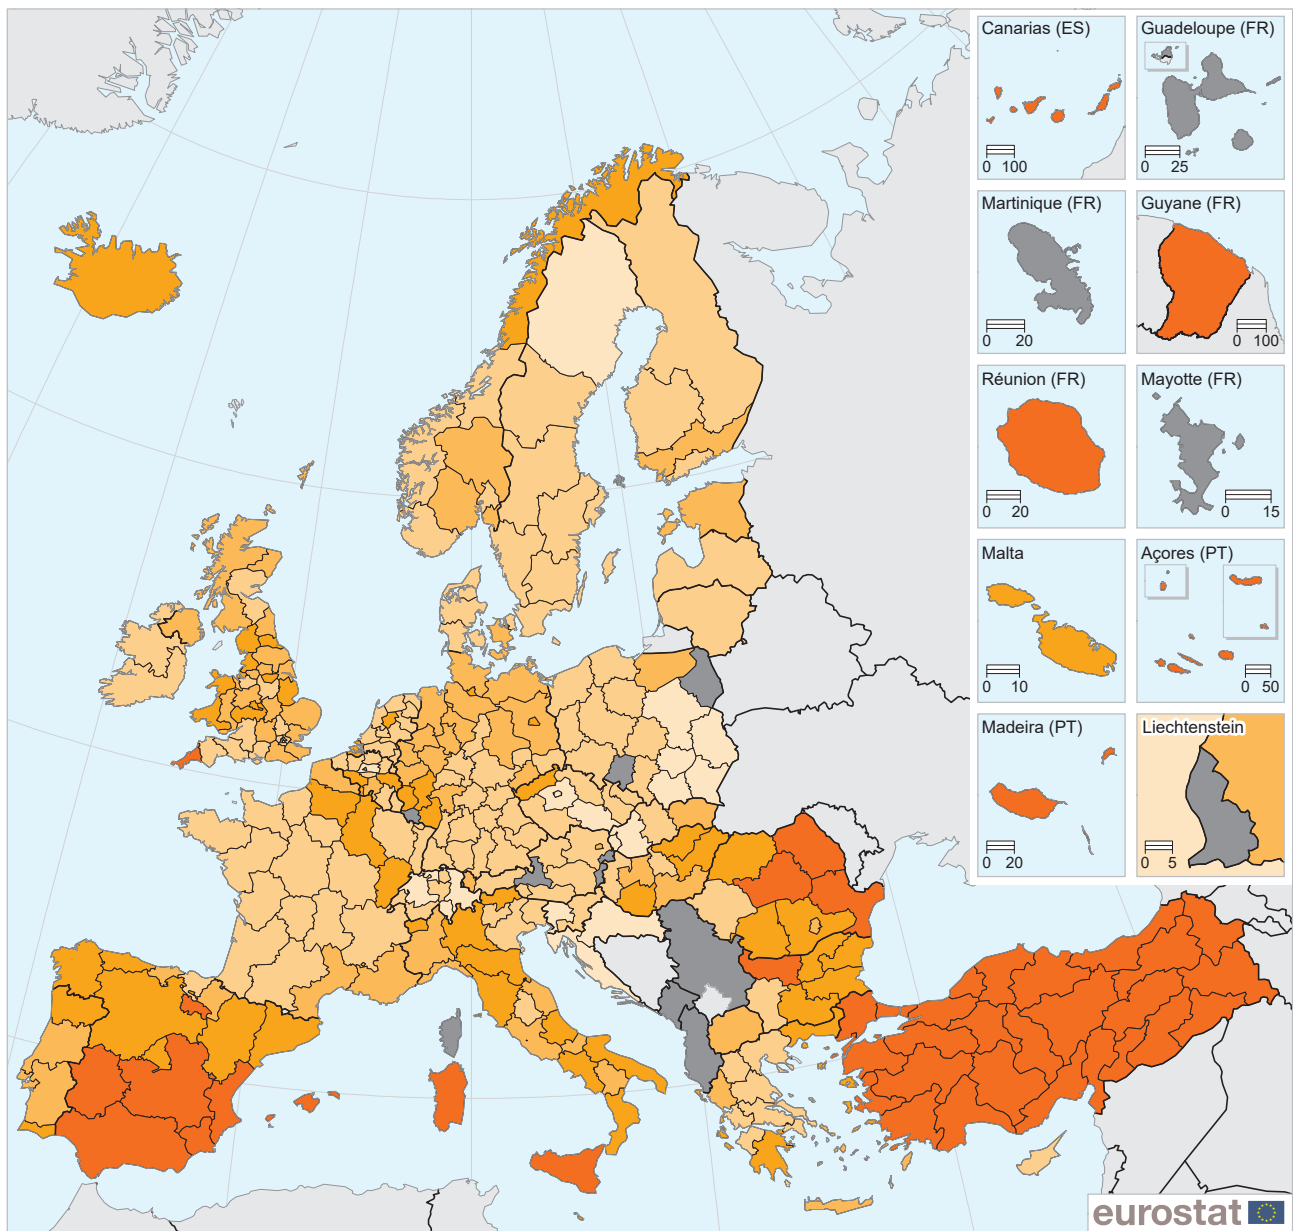 Canarias (ES)
0 100
Guadeloupe (FR)
0 25
Martinique (FR)
0 20
Guyane (FR)
0 100
Réunion (FR)
0 20
Mayotte (FR)
0 15
Malta
0 10
Açores (PT)
0 50
Madeira (PT)
0 20
Liechtenstein
0 5
eurostat